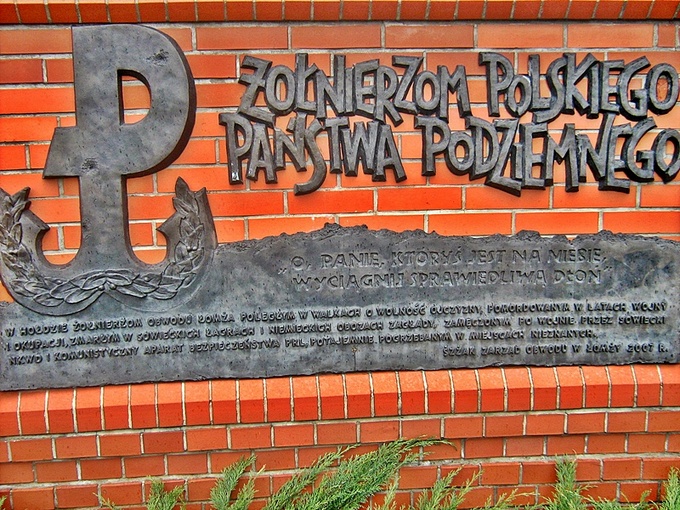 ŻOŁNIERZOM POLSKIEGO
PAŃSTWA PODZIEMNEGO
„O, PANIE, KTÓRYŚ JEST NA NIEBIE,
WYCIĄGNIJ SPRAWIEDLIWĄ DŁOŃ”
W HOŁDZIE ŻOŁNIERZOM OBWODU ŁOMŻA POLEGŁYM W WALKACH O WOLNOŚĆ OJCZYZNY, POMORDOWANYM W LATACH WOJNY
I OKUPACJI, ZMARŁYM W SOWIECKICH ŁAGRACH I NIEMIECKICH OBOZACH ZAGŁADY, ZAMĘCZONYM PO WOJNIE PRZEZ SOWIECKI
NKWD I KOMUNISTYCZNY APARAT BEZPIECZEŃSTWA PRL, POTAJEMNIE POGRZEBANYM W MIEJSCACH NIEZNANYCH.
ŚZŻAK ZARZĄD OBWODU W ŁOMŻY 2007 R.